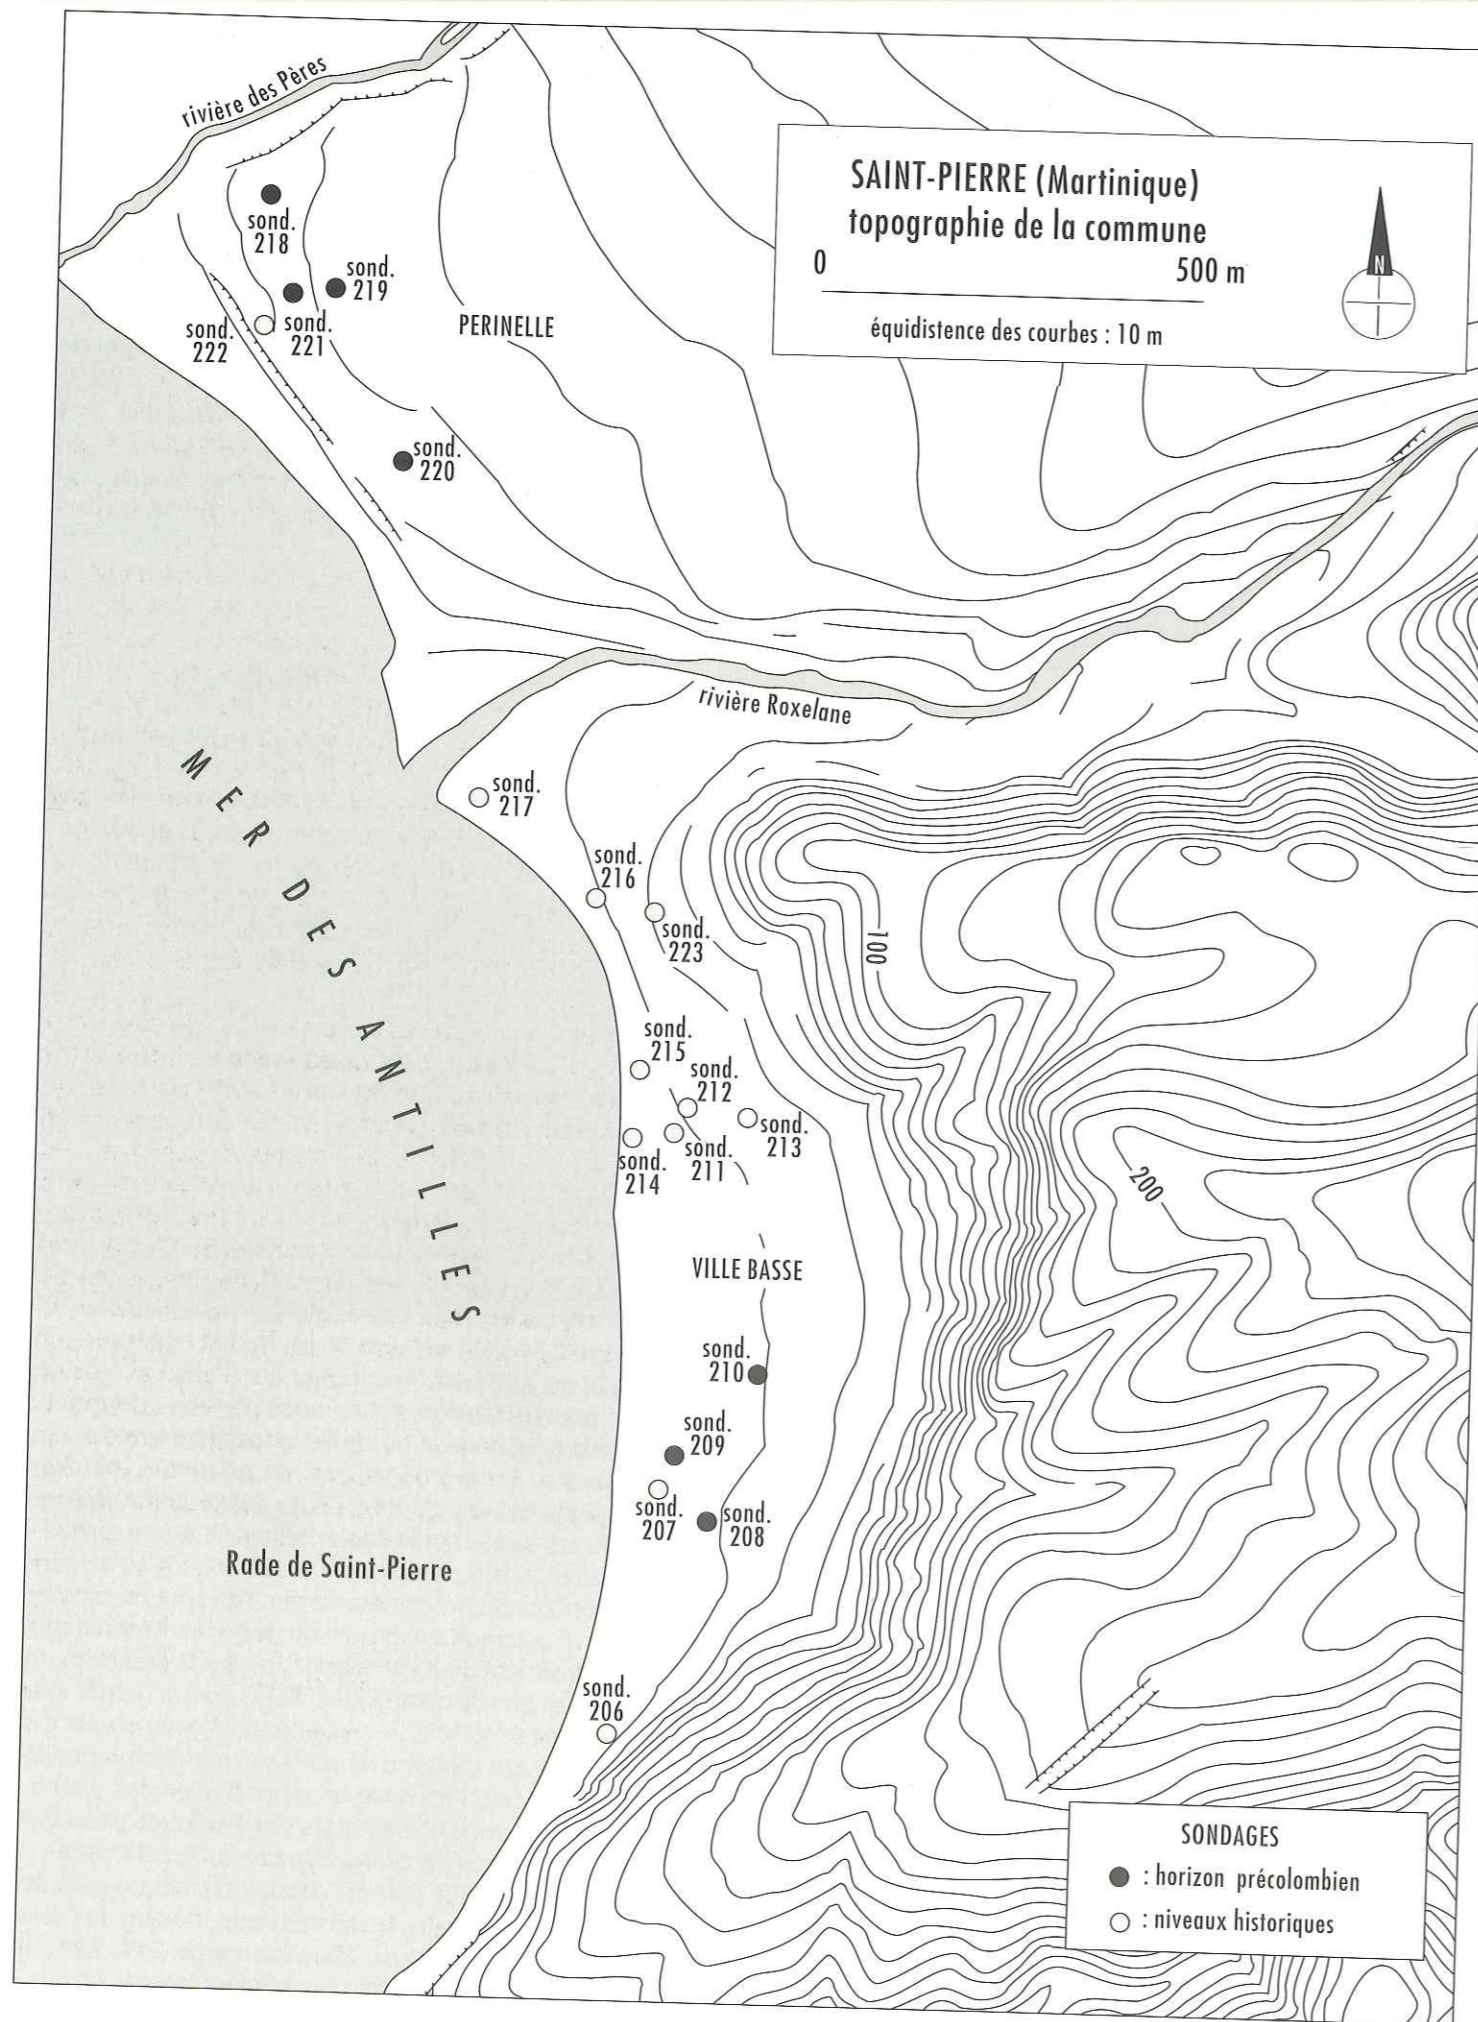 rivière des Pères
SAINT-PIERRE (Martinique)
topographie de la commune
0 500 m
N
équidistence des courbes : 10 m
sond.
218
sond.
219
sond.
221
sond.
222
PERINELLE
sond.
220
rivière Roxelane
MER DES ANTILLES
sond.
217
sond.
216
sond.
223
100
sond.
215
sond.
212
sond.
213
sond.
211
sond.
214
200
VILLE BASSE
sond.
210
sond.
209
sond.
207
sond.
208
Rade de Saint-Pierre
sond.
206
SONDAGES
: horizon précolombien
: niveaux historiques